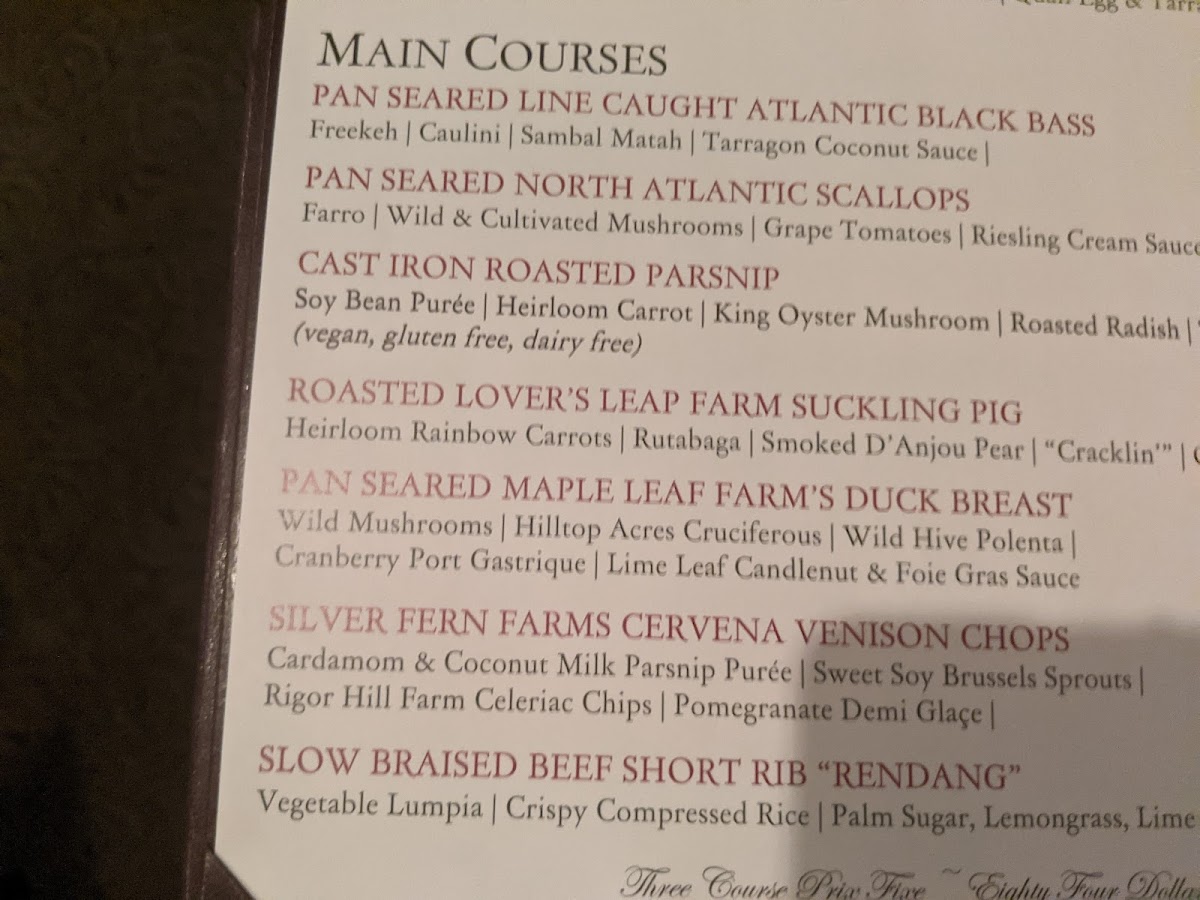 Quail Egg & Tarra
MAIN COURSES
PAN SEARED LINE CAUGHT ATLANTIC BLACK BASS
Freekeh | Caulini | Sambal Matah | Tarragon Coconut Sauce |
PAN SEARED NORTH ATLANTIC SCALLOPS
Farro | Wild & Cultivated Mushrooms | Grape Tomatoes | Riesling Cream Sauce
CAST IRON ROASTED PARSNIP
Soy Bean Purée | Heirloom Carrot | King Oyster Mushroom | Roasted Radish |
(vegan, gluten free, dairy free)
ROASTED LOVER'S LEAP FARM SUCKLING PIG
Heirloom Rainbow Carrots | Rutabaga | Smoked D'Anjou Pear | "Cracklin'" |
PAN SEARED MAPLE LEAF FARM'S DUCK BREAST
Wild Mushrooms | Hilltop Acres Cruciferous | Wild Hive Polenta |
Cranberry Port Gastrique | Lime Leaf Candlenut & Foie Gras Sauce
SILVER FERN FARMS CERVENA VENISON CHOPS
Cardamom & Coconut Milk Parsnip Purée | Sweet Soy Brussels Sprouts |
Rigor Hill Farm Celeriac Chips | Pomegranate Demi Glaçe |
SLOW BRAISED BEEF SHORT RIB "RENDANG"
Vegetable Lumpia | Crispy Compressed Rice | Palm Sugar, Lemongrass, Lime
Three Course Prix Fixe ~ Eighty Four Dolla